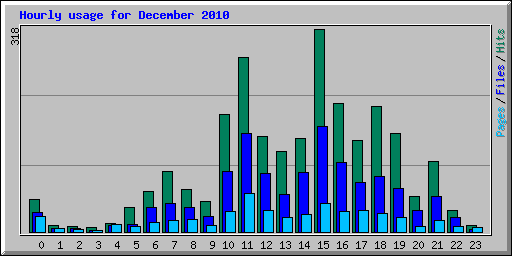 Hourly usage for December 2010
318
Pages / Files / Hits
0 1 2 3 4 5 6 7 8 9 10 11 12 13 14 15 16 17 18 19 20 21 22 23